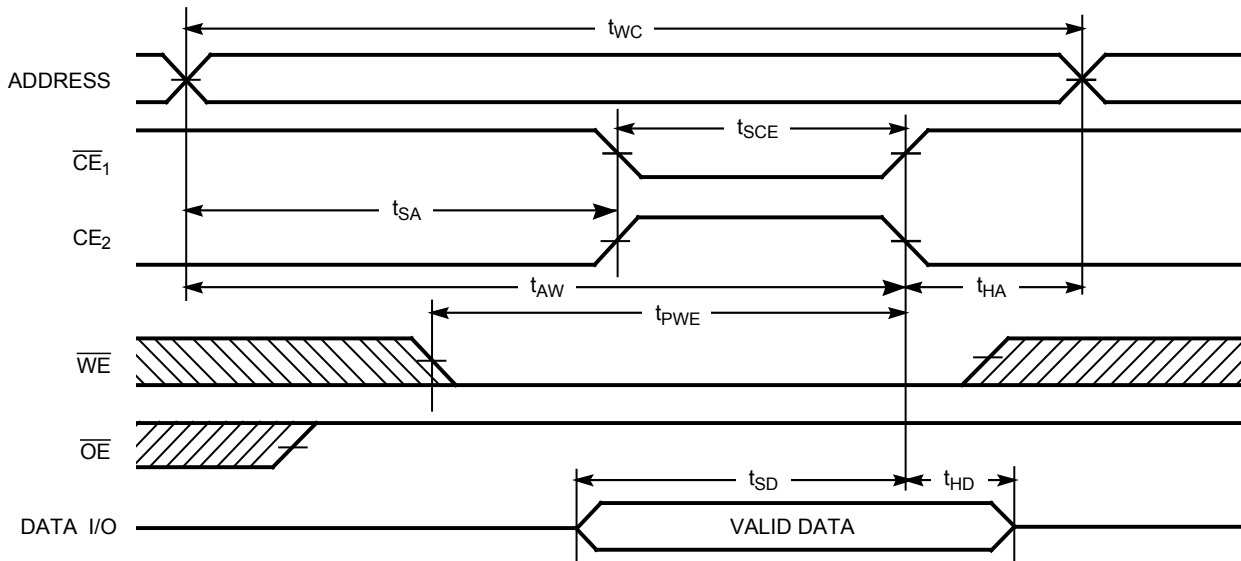 tWC
ADDRESS
tSCE
CE1
tSA
CE2
tAW
tHA
tPWE
WE
OE
tSD
tHD
DATA I/O
VALID DATA